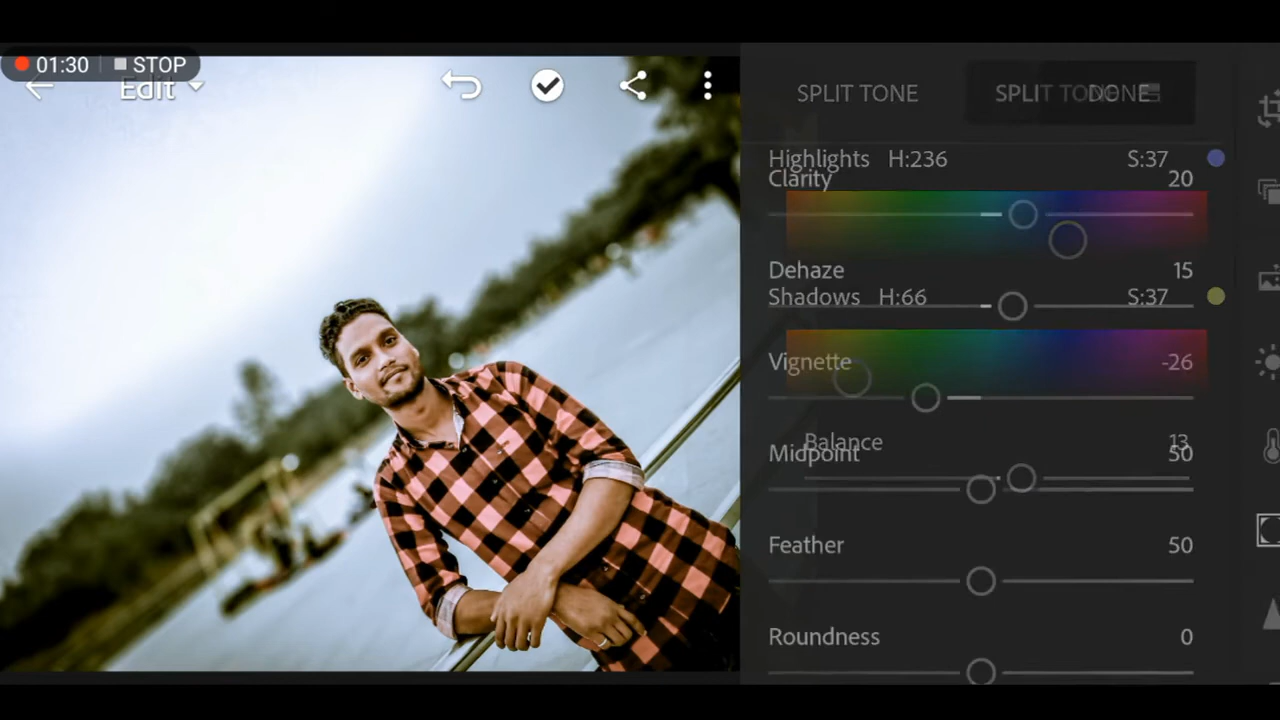 01:30 STOP
Edit
SPLIT TONE SPLIT TONE
DONE
Highlights H:236 S:37
Clarity 20
Dehaze 15
Shadows H:66 S:37
Vignette -26
Balance 13
Midpoint 50
Feather 50
Roundness 0